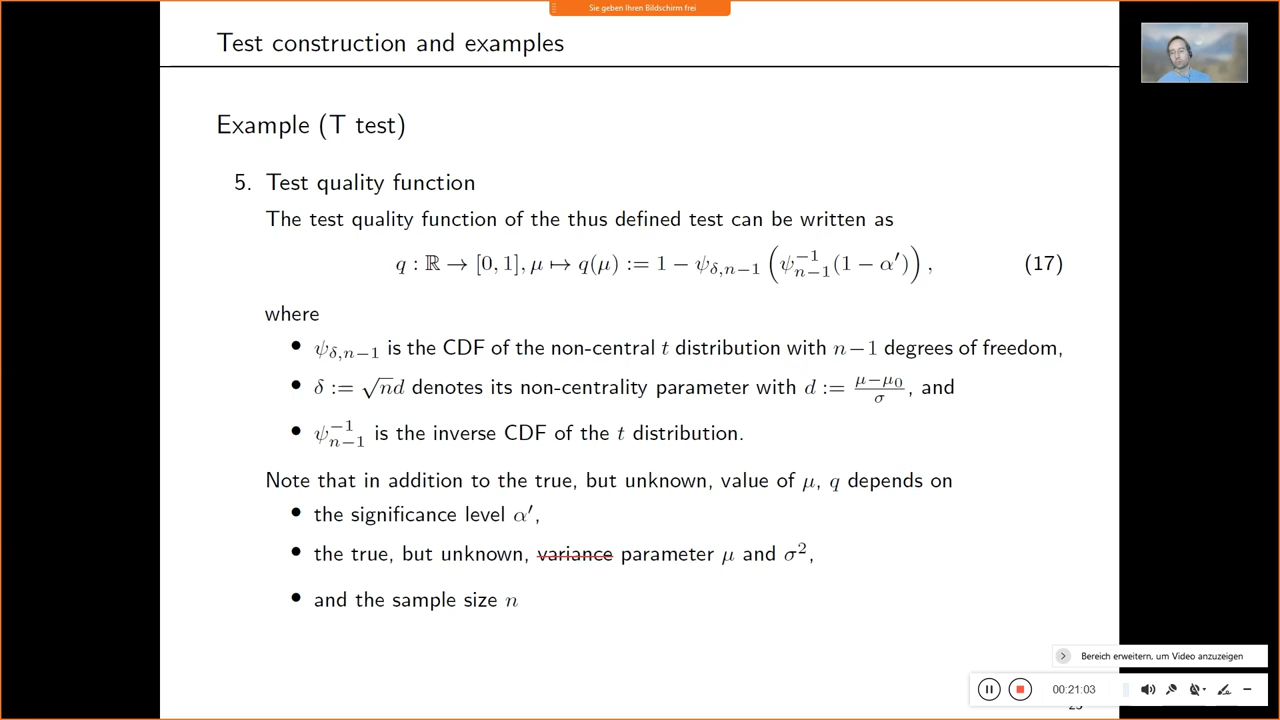 Sie geben Ihren Bildschirm frei
Test construction and examples
Example (T test)
5. Test quality function
The test quality function of the thus defined test can be written as
q : ℝ → [0, 1], μ ↦ q(μ) := 1 − ψ_{δ,n−1} (ψ^{−1}_{n−1}(1 − α′)) , (17)
where
• ψ_{δ,n−1} is the CDF of the non-central t distribution with n−1 degrees of freedom,
• δ := √nd denotes its non-centrality parameter with d := \frac{μ−μ_0}{σ}, and
• ψ^{−1}_{n−1} is the inverse CDF of the t distribution.
Note that in addition to the true, but unknown, value of μ, q depends on
• the significance level α′,
• the true, but unknown, variance parameter μ and σ²,
• and the sample size n
Bereich erweitern, um Video anzuzeigen
00:21:03